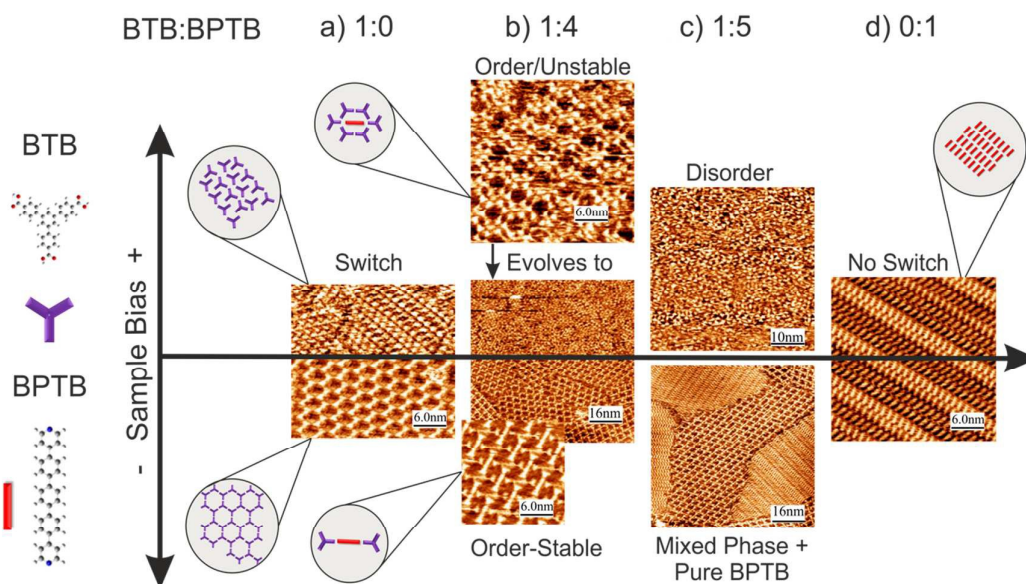 BTB:BPTB
a) 1:0
b) 1:4
c) 1:5
d) 0:1
Order/Unstable
6.0nm
BTB
Disorder
Switch
Evolves to
No Switch
10nm
- Sample Bias +
6.0nm
16nm
6.0nm
BPTB
6.0nm
16nm
Order-Stable
Mixed Phase +
Pure BPTB